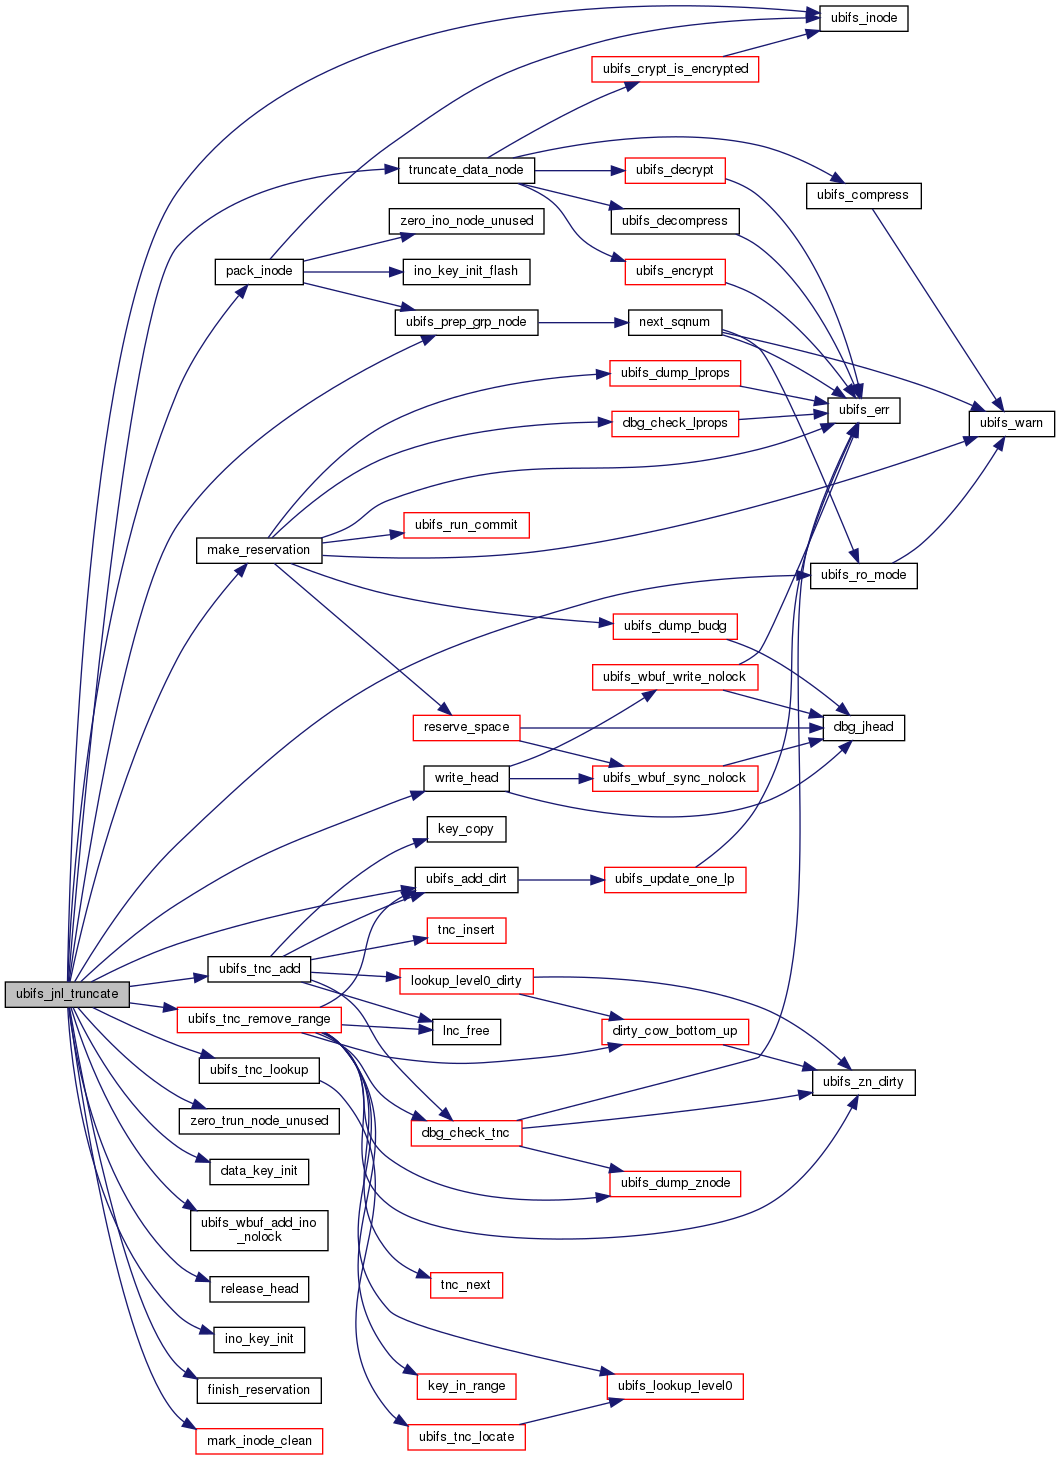 ubifs_inode
ubifs_crypt_is_encrypted
truncate_data_node
ubifs_decrypt
ubifs_compress
zero_ino_node_unused
ubifs_decompress
pack_inode
ino_key_init_flash
ubifs_encrypt
ubifs_prep_grp_node
next_sqnum
ubifs_dump_lprops
ubifs_err
dbg_check_lprops
ubifs_warn
ubifs_run_commit
make_reservation
ubifs_ro_mode
ubifs_dump_budg
ubifs_wbuf_write_nolock
reserve_space
dbg_jhead
write_head
ubifs_wbuf_sync_nolock
key_copy
ubifs_add_dirt
ubifs_update_one_lp
tnc_insert
ubifs_tnc_add
lookup_level0_dirty
ubifs_jnl_truncate
ubifs_tnc_remove_range
lnc_free
dirty_cow_bottom_up
ubifs_tnc_lookup
ubifs_zn_dirty
zero_trun_node_unused
dbg_check_tnc
data_key_init
ubifs_dump_znode
ubifs_wbuf_add_ino
_nolock
release_head
tnc_next
ino_key_init
finish_reservation
key_in_range
ubifs_lookup_level0
mark_inode_clean
ubifs_tnc_locate